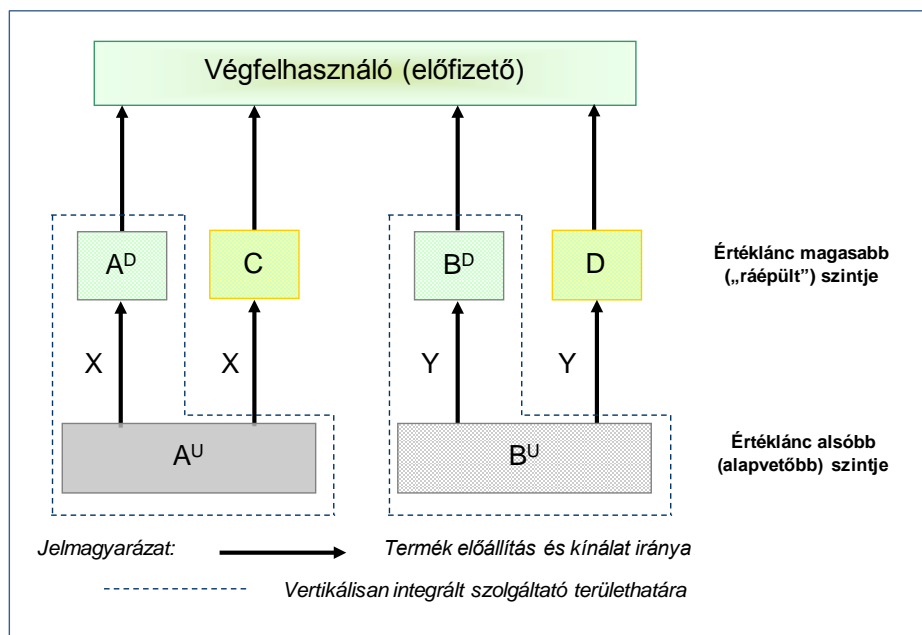 Végfelhasználó (előfizető)
Aᴰ
C
Bᴰ
D
Értéklánc magasabb
(„ráépült”) szintje
X
X
Y
Y
Aᵁ
Bᵁ
Értéklánc alsóbb
(alapvetőbb) szintje
Jelmagyarázat:
Termék előállítás és kínálat iránya
Vertikálisan integrált szolgáltató területhatára